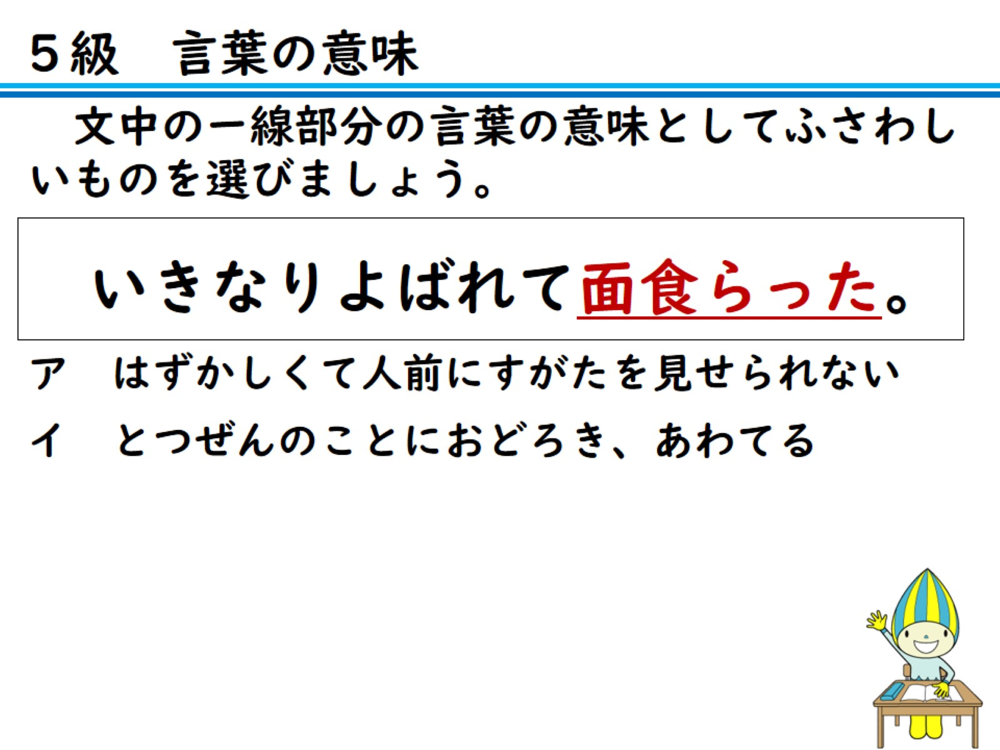 ５級　言葉の意味
　文中の一線部分の言葉の意味としてふさわし
いものを選びましょう。
いきなりよばれて面食らった。
ア　はずかしくて人前にすがたを見せられない
イ　とつぜんのことにおどろき、あわてる